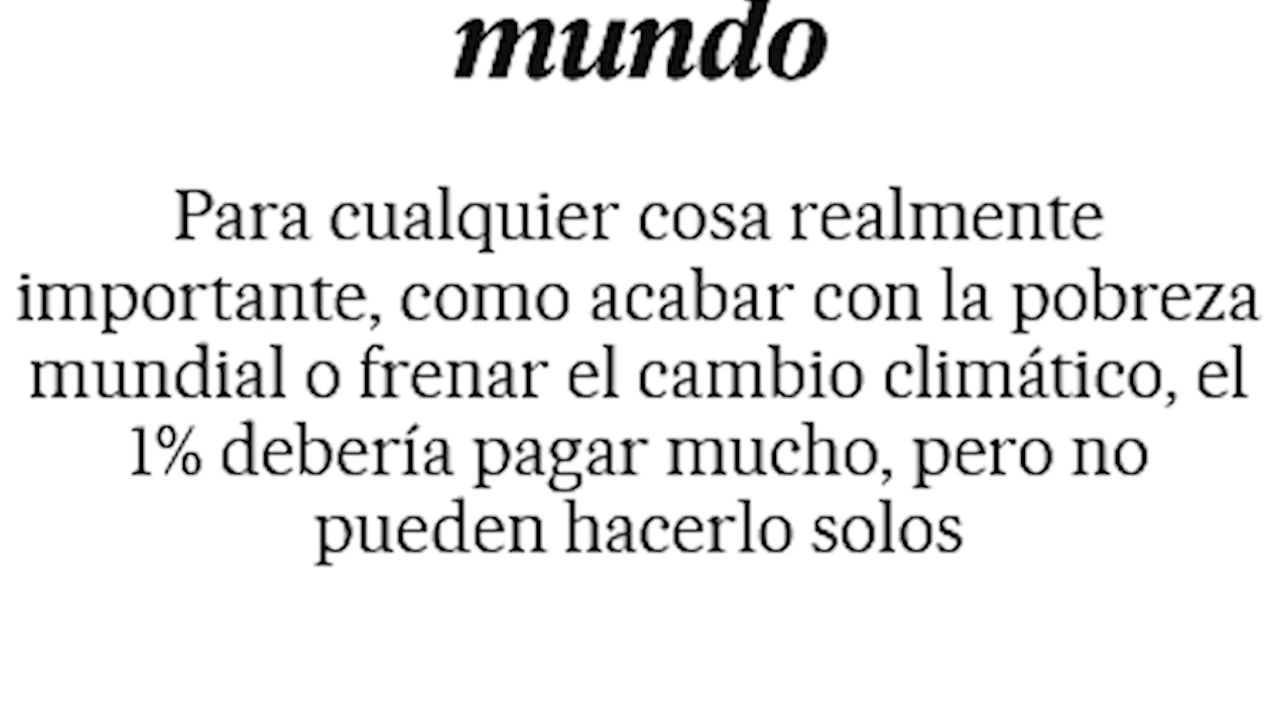 mundo
Para cualquier cosa realmente
importante, como acabar con la pobreza
mundial o frenar el cambio climático, el
1% debería pagar mucho, pero no
pueden hacerlo solos